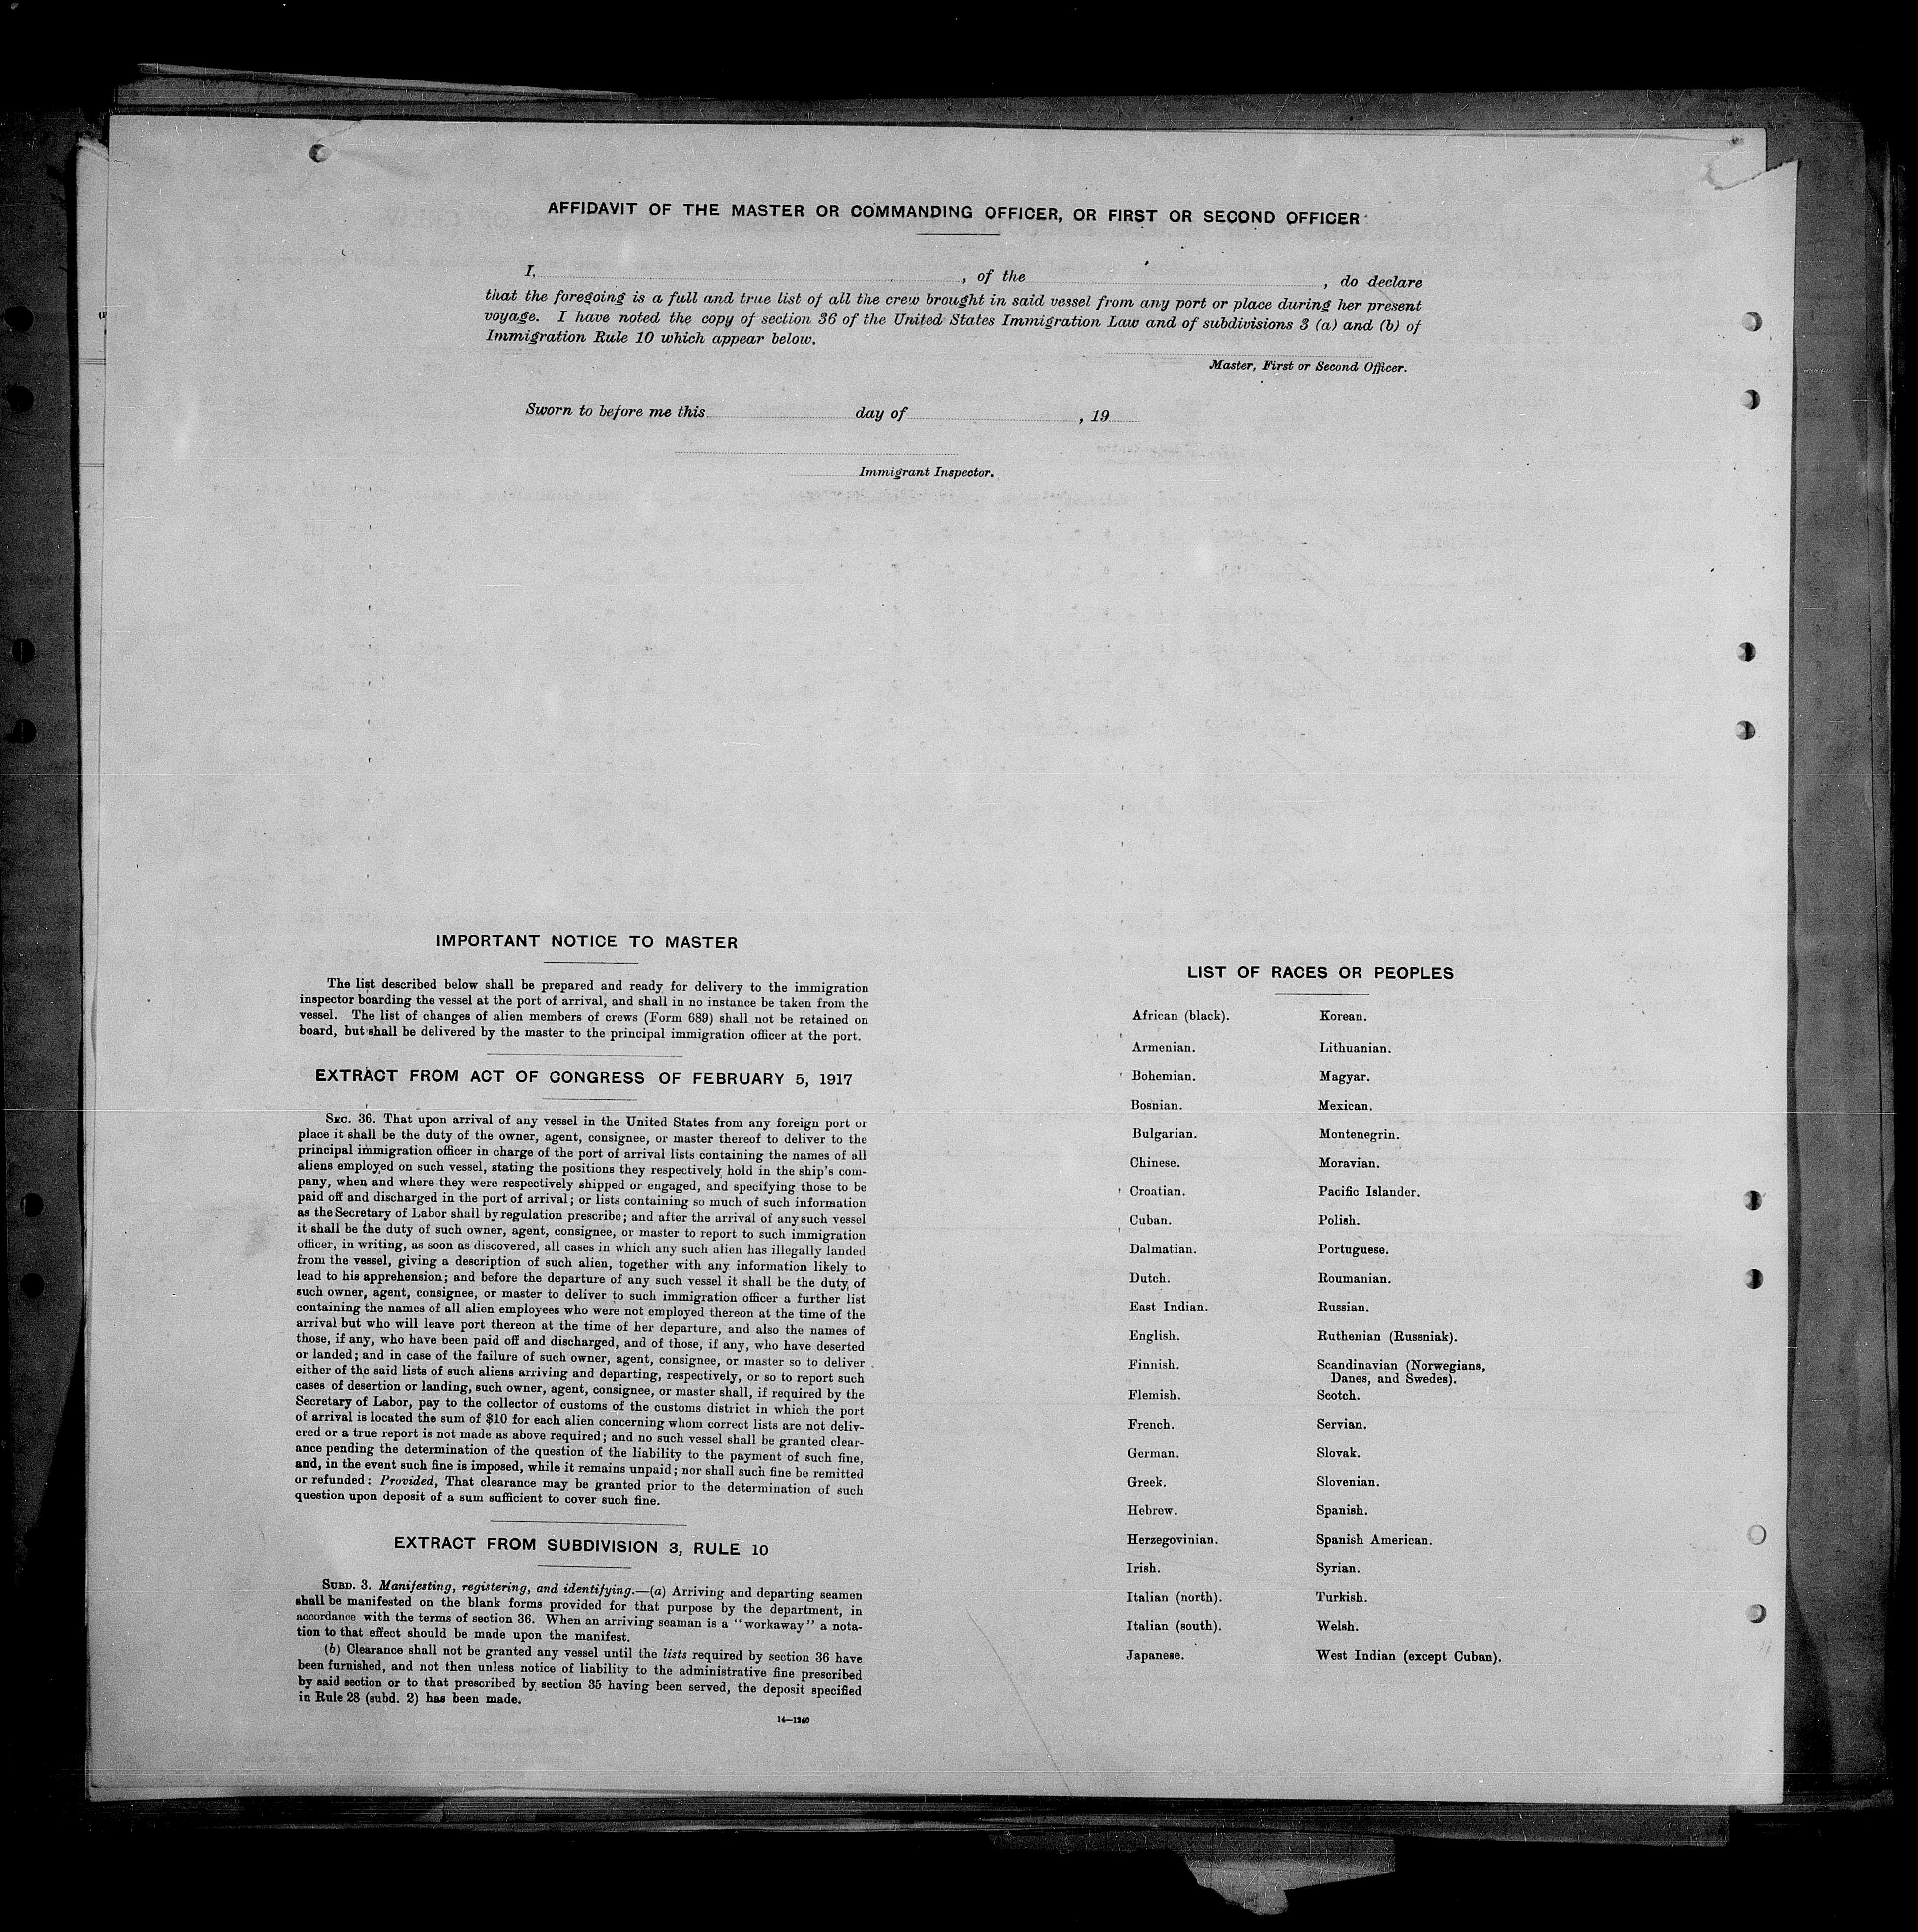 AFFIDAVIT OF THE MASTER OR COMMANDING OFFICER, OR FIRST OR SECOND OFFICER
I, , of the , do declare
that the foregoing is a full and true list of all the crew brought in said vessel from any port or place during her present
voyage. I have noted the copy of section 36 of the United States Immigration Law and of subdivisions 3 (a) and (b) of
Immigration Rule 10 which appear below.
Master, First or Second Officer.
Sworn to before me this day of , 19
Immigrant Inspector.
IMPORTANT NOTICE TO MASTER
The list described below shall be prepared and ready for delivery to the immigration
inspector boarding the vessel at the port of arrival, and shall in no instance be taken from the
vessel. The list of changes of alien members of crews (Form 689) shall not be retained on
board, but shall be delivered by the master to the principal immigration officer at the port.
EXTRACT FROM ACT OF CONGRESS OF FEBRUARY 5, 1917
SEC. 36. That upon arrival of any vessel in the United States from any foreign port or
place it shall be the duty of the owner, agent, consignee, or master thereof to deliver to the
principal immigration officer in charge of the port of arrival lists containing the names of all
aliens employed on such vessel, stating the positions they respectively hold in the ship's com-
pany, when and where they were respectively shipped or engaged, and specifying those to be
paid off and discharged in the port of arrival; or lists containing so much of such information
as the Secretary of Labor shall by regulation prescribe; and after the arrival of any such vessel
it shall be the duty of such owner, agent, consignee, or master to report to such immigration
officer, in writing, as soon as discovered, all cases in which any such alien has illegally landed
from the vessel, giving a description of such alien, together with any information likely to
lead to his apprehension; and before the departure of any such vessel it shall be the duty of
such owner, agent, consignee, or master to deliver to such immigration officer a further list
containing the names of all alien employees who were not employed thereon at the time of the
arrival but who will leave port thereon at the time of her departure, and also the names of
those, if any, who have been paid off and discharged, and of those, if any, who have deserted
or landed; and in case of the failure of such owner, agent, consignee, or master so to deliver
either of the said lists of such aliens arriving and departing, respectively, or so to report such
cases of desertion or landing, such owner, agent, consignee, or master shall, if required by the
Secretary of Labor, pay to the collector of customs of the customs district in which the port
of arrival is located the sum of $10 for each alien concerning whom correct lists are not deliv-
ered or a true report is not made as above required; and no such vessel shall be granted clear-
ance pending the determination of the question of the liability to the payment of such fine,
and, in the event such fine is imposed, while it remains unpaid; nor shall such fine be remitted
or refunded: Provided, That clearance may be granted prior to the determination of such
question upon deposit of a sum sufficient to cover such fine.
EXTRACT FROM SUBDIVISION 3, RULE 10
SUBD. 3. Manifesting, registering, and identifying.—(a) Arriving and departing seamen
shall be manifested on the blank forms provided for that purpose by the department, in
accordance with the terms of section 36. When an arriving seaman is a "workaway" a nota-
tion to that effect should be made upon the manifest.
(b) Clearance shall not be granted any vessel until the lists required by section 36 have
been furnished, and not then unless notice of liability to the administrative fine prescribed
by said section or to that prescribed by section 35 having been served, the deposit specified
in Rule 28 (subd. 2) has been made.
14—1240
LIST OF RACES OR PEOPLES
African (black). Korean.
Armenian. Lithuanian.
Bohemian. Magyar.
Bosnian. Mexican.
Bulgarian. Montenegrin.
Chinese. Moravian.
Croatian. Pacific Islander.
Cuban. Polish.
Dalmatian. Portuguese.
Dutch. Roumanian.
East Indian. Russian.
English. Ruthenian (Russniak).
Finnish. Scandinavian (Norwegians,
Danes, and Swedes).
Flemish. Scotch.
French. Servian.
German. Slovak.
Greek. Slovenian.
Hebrew. Spanish.
Herzegovinian. Spanish American.
Irish. Syrian.
Italian (north). Turkish.
Italian (south). Welsh.
Japanese. West Indian (except Cuban).